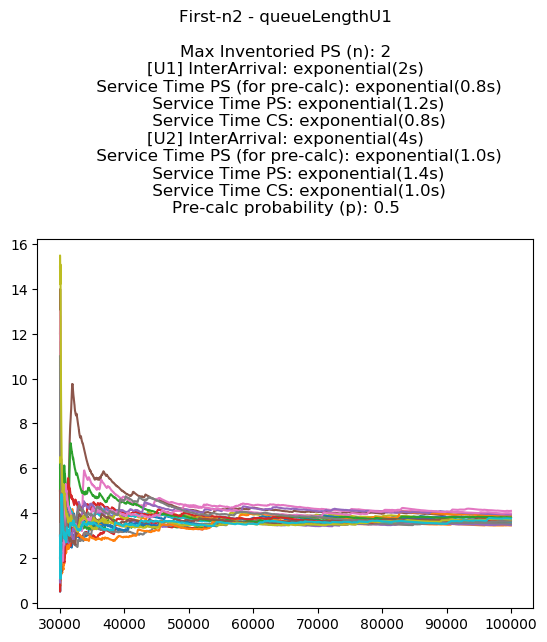 First-n2 - queueLengthU1
Max Inventoried PS (n): 2
[U1] InterArrival: exponential(2s)
Service Time PS (for pre-calc): exponential(0.8s)
Service Time PS: exponential(1.2s)
Service Time CS: exponential(0.8s)
[U2] InterArrival: exponential(4s)
Service Time PS (for pre-calc): exponential(1.0s)
Service Time PS: exponential(1.4s)
Service Time CS: exponential(1.0s)
Pre-calc probability (p): 0.5
16
14
12
10
8
6
4
2
0
30000 40000 50000 60000 70000 80000 90000 100000